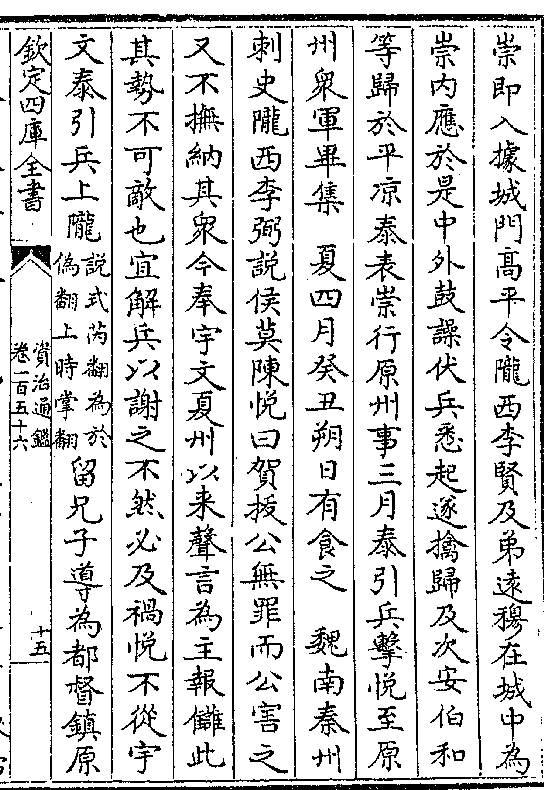 崇即入據城門高平令隴西李賢及弟遠穆在城中為
崇内應於是中外鼓譟伏兵悉起遂擒歸及次安伯和
等歸於平凉泰表崇行原州事三月泰引兵擊悦至原
州衆軍畢集　夏四月癸丑朔日有食之　魏南秦州
刺史隴西李弼説侯莫陳悦曰賀拔公無罪而公害之
又不撫納其衆今奉宇文夏州以来聲言為主報讎此
其勢不可敵也宜解兵以謝之不然必及禍悦不從宇
文泰引兵上隴説式芮翻為於偽翻上時掌翻留兄子導為都督鎮原
欽定四庫全書
資治通鑑
卷一百五十六
十五